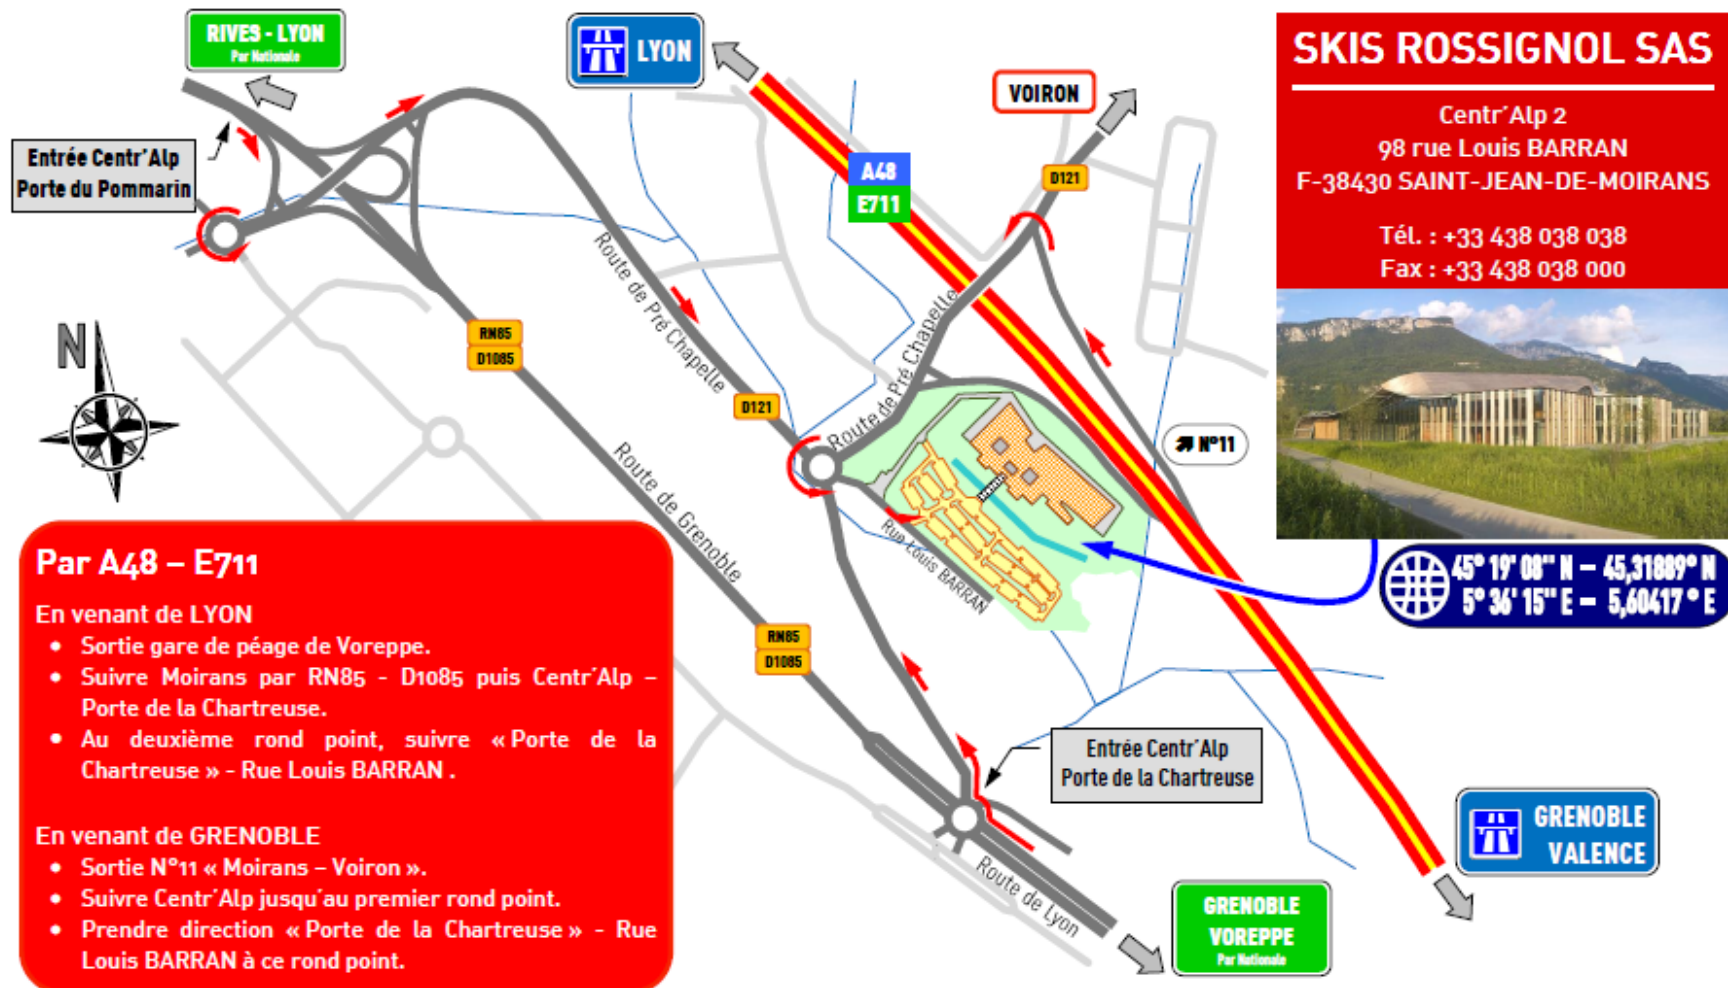 RIVES - LYON
Par Nationale
LYON
VOIRON
SKIS ROSSIGNOL SAS
Centr'Alp 2
98 rue Louis BARRAN
F-38430 SAINT-JEAN-DE-MOIRANS
Tél. : +33 438 038 038
Fax : +33 438 038 000
Entrée Centr'Alp
Porte du Pommarin
A48
E711
D121
Route de Pré Chapelle
Route de Pré Chapelle
N
RN85
D1085
D121
N°11
Route de Grenoble
Rue Louis BARRAN
45° 19' 08'' N – 45,31889° N
5° 36' 15'' E – 5,60417 ° E
Par A48 – E711
En venant de LYON
• Sortie gare de péage de Voreppe.
• Suivre Moirans par RN85 - D1085 puis Centr'Alp –
Porte de la Chartreuse.
• Au deuxième rond point, suivre « Porte de la
Chartreuse » - Rue Louis BARRAN .
En venant de GRENOBLE
• Sortie N°11 « Moirans – Voiron ».
• Suivre Centr'Alp jusqu'au premier rond point.
• Prendre direction « Porte de la Chartreuse » - Rue
Louis BARRAN à ce rond point.
RN85
D1085
Entrée Centr'Alp
Porte de la Chartreuse
Route de Lyon
GRENOBLE
VALENCE
GRENOBLE
VOREPPE
Par Nationale